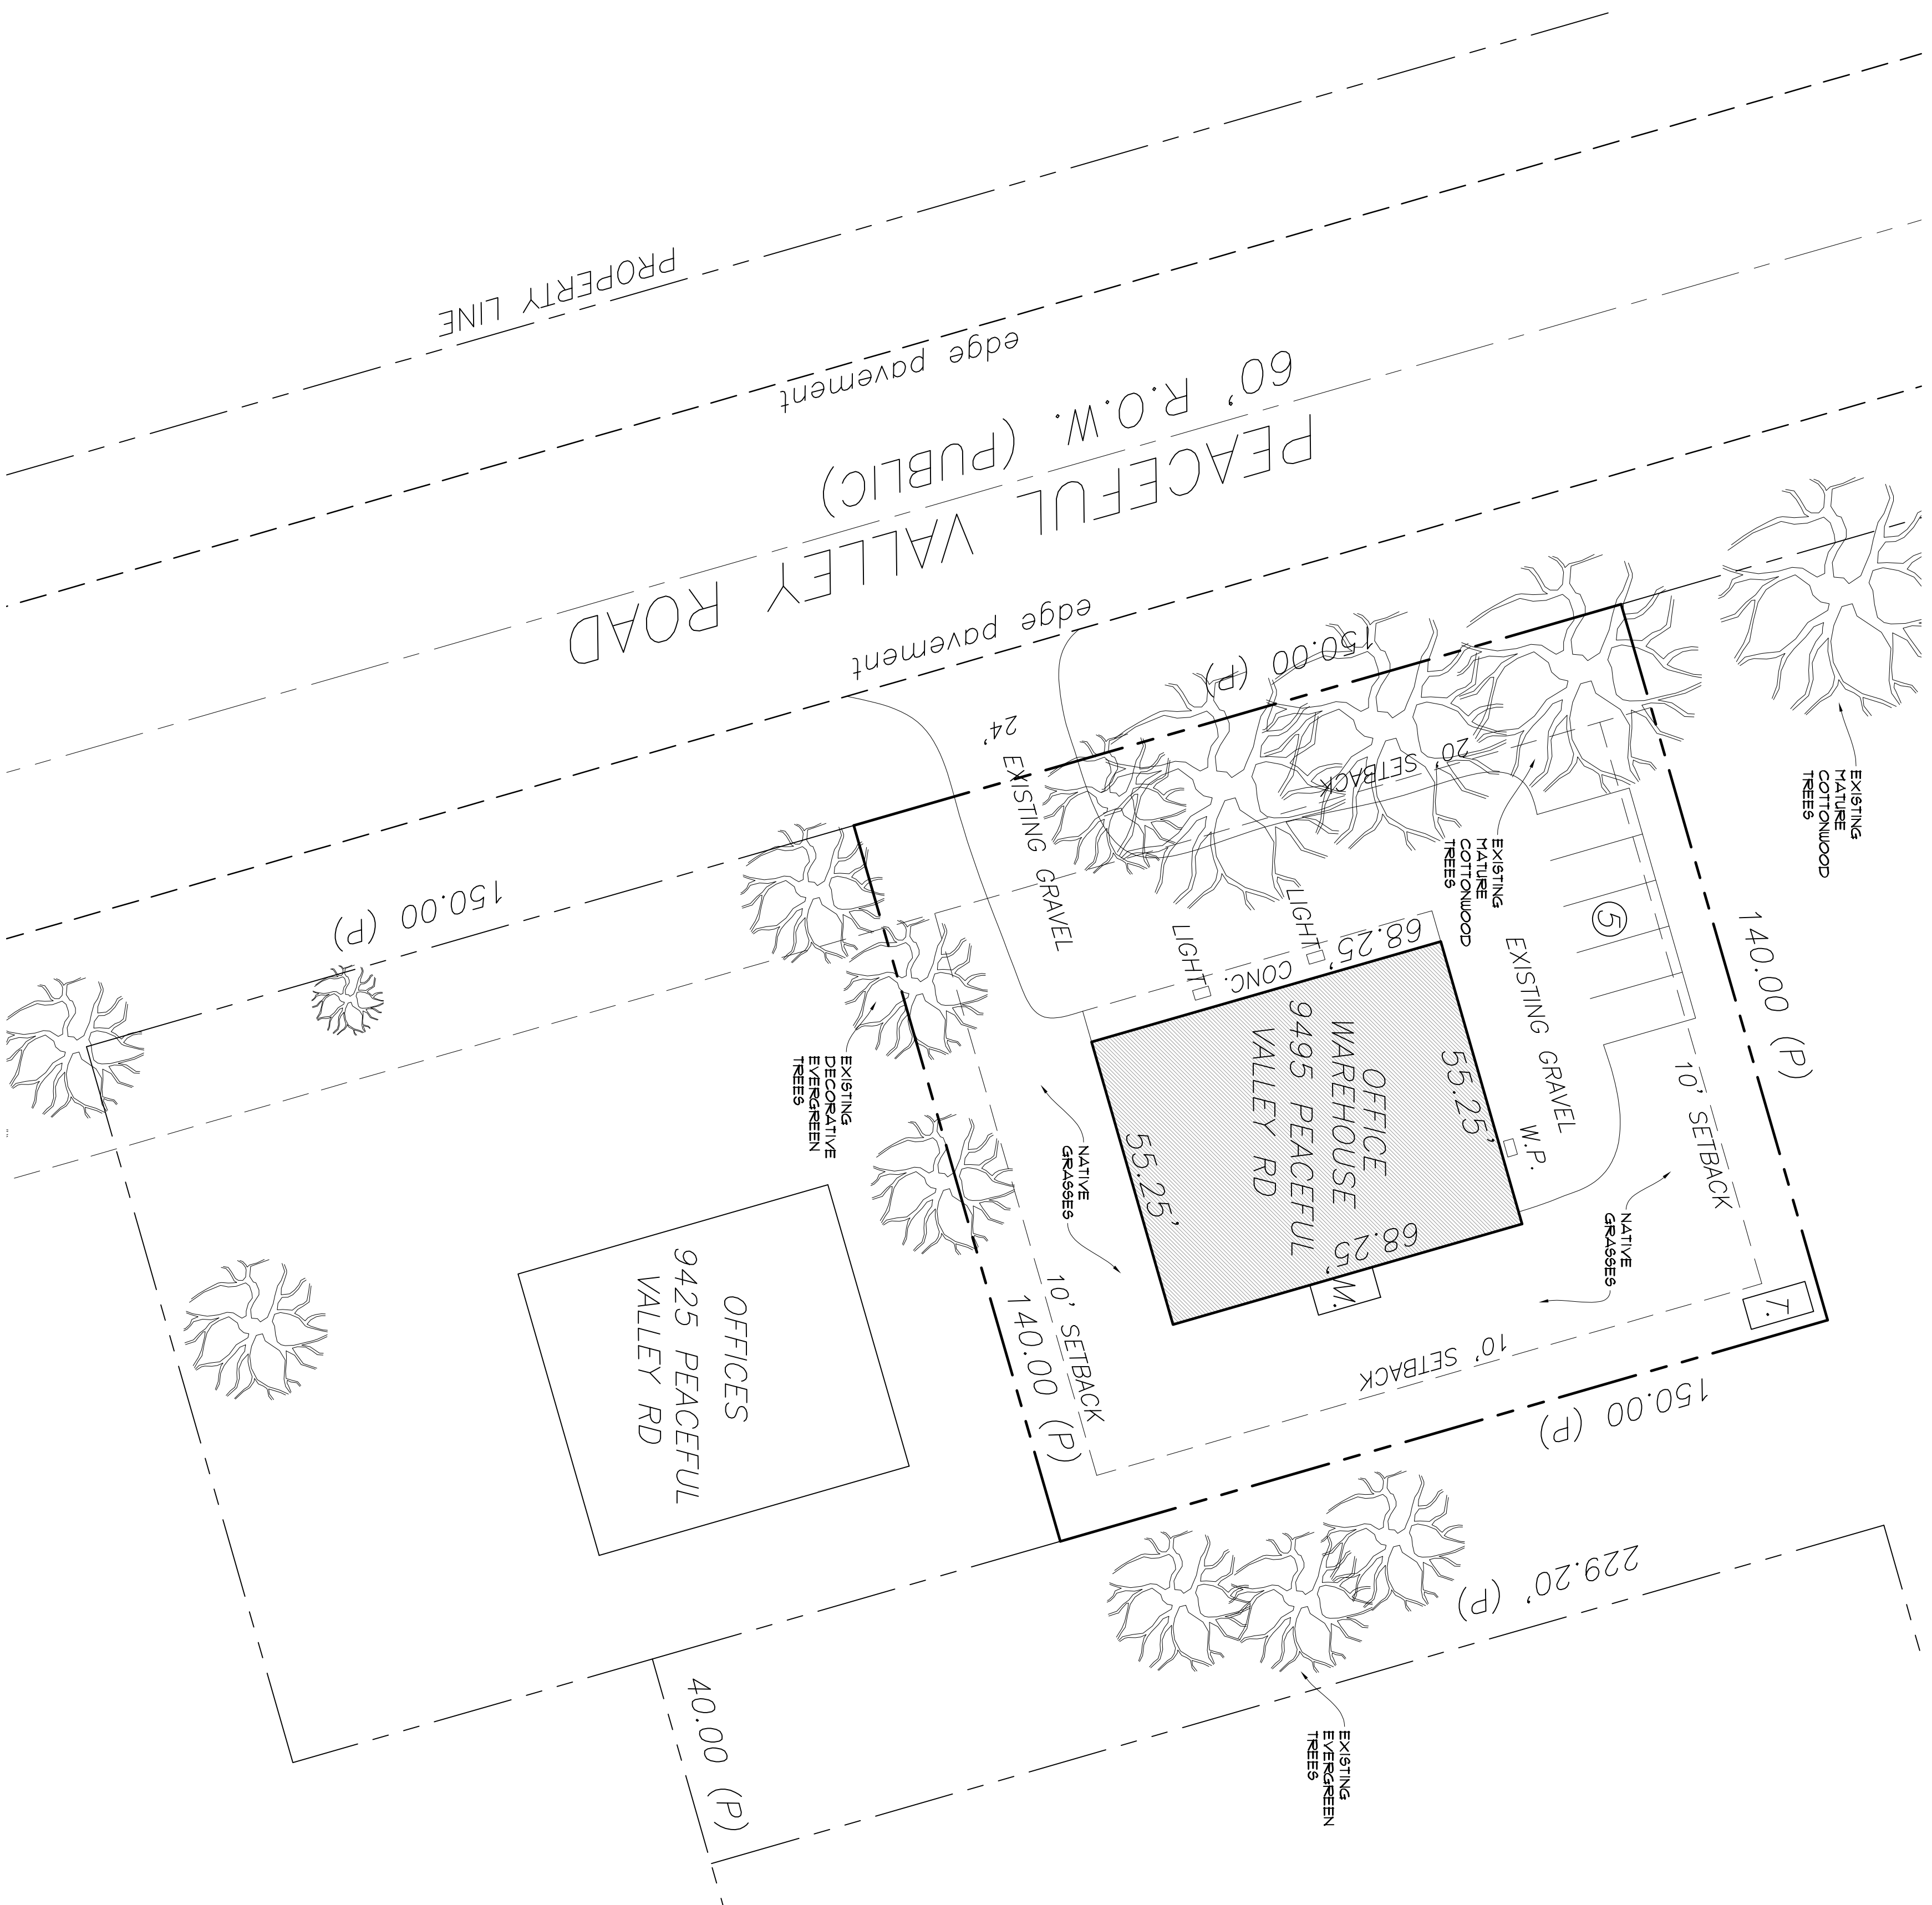 PROPERTY LINE
edge pavement
60' R.O.W. (PUBLIC)
PEACEFUL VALLEY ROAD
edge pavement
150.00 (P)
150.00 (P)
24'
EXISTING GRAVEL
20'
SETBACK
EXISTING
MATURE
COTTONWOOD
TREES
EXISTING
MATURE
COTTONWOOD
TREES
LIGHT
LIGHT
CONC.
68.25'
EXISTING GRAVEL
5
140.00 (P)
10' SETBACK
OFFICE
WAREHOUSE
9495 PEACEFUL
VALLEY RD
55.25'
55.25'
68.25'
W.P.
M.
T.
NATIVE
GRASSES
NATIVE
GRASSES
EXISTING
DECORATIVE
EVERGREEN
TREES
OFFICES
9425 PEACEFUL
VALLEY RD
10' SETBACK
140.00 (P)
10' SETBACK
150.00 (P)
229.20' (P)
EXISTING
EVERGREEN
TREES
40.00 (P)